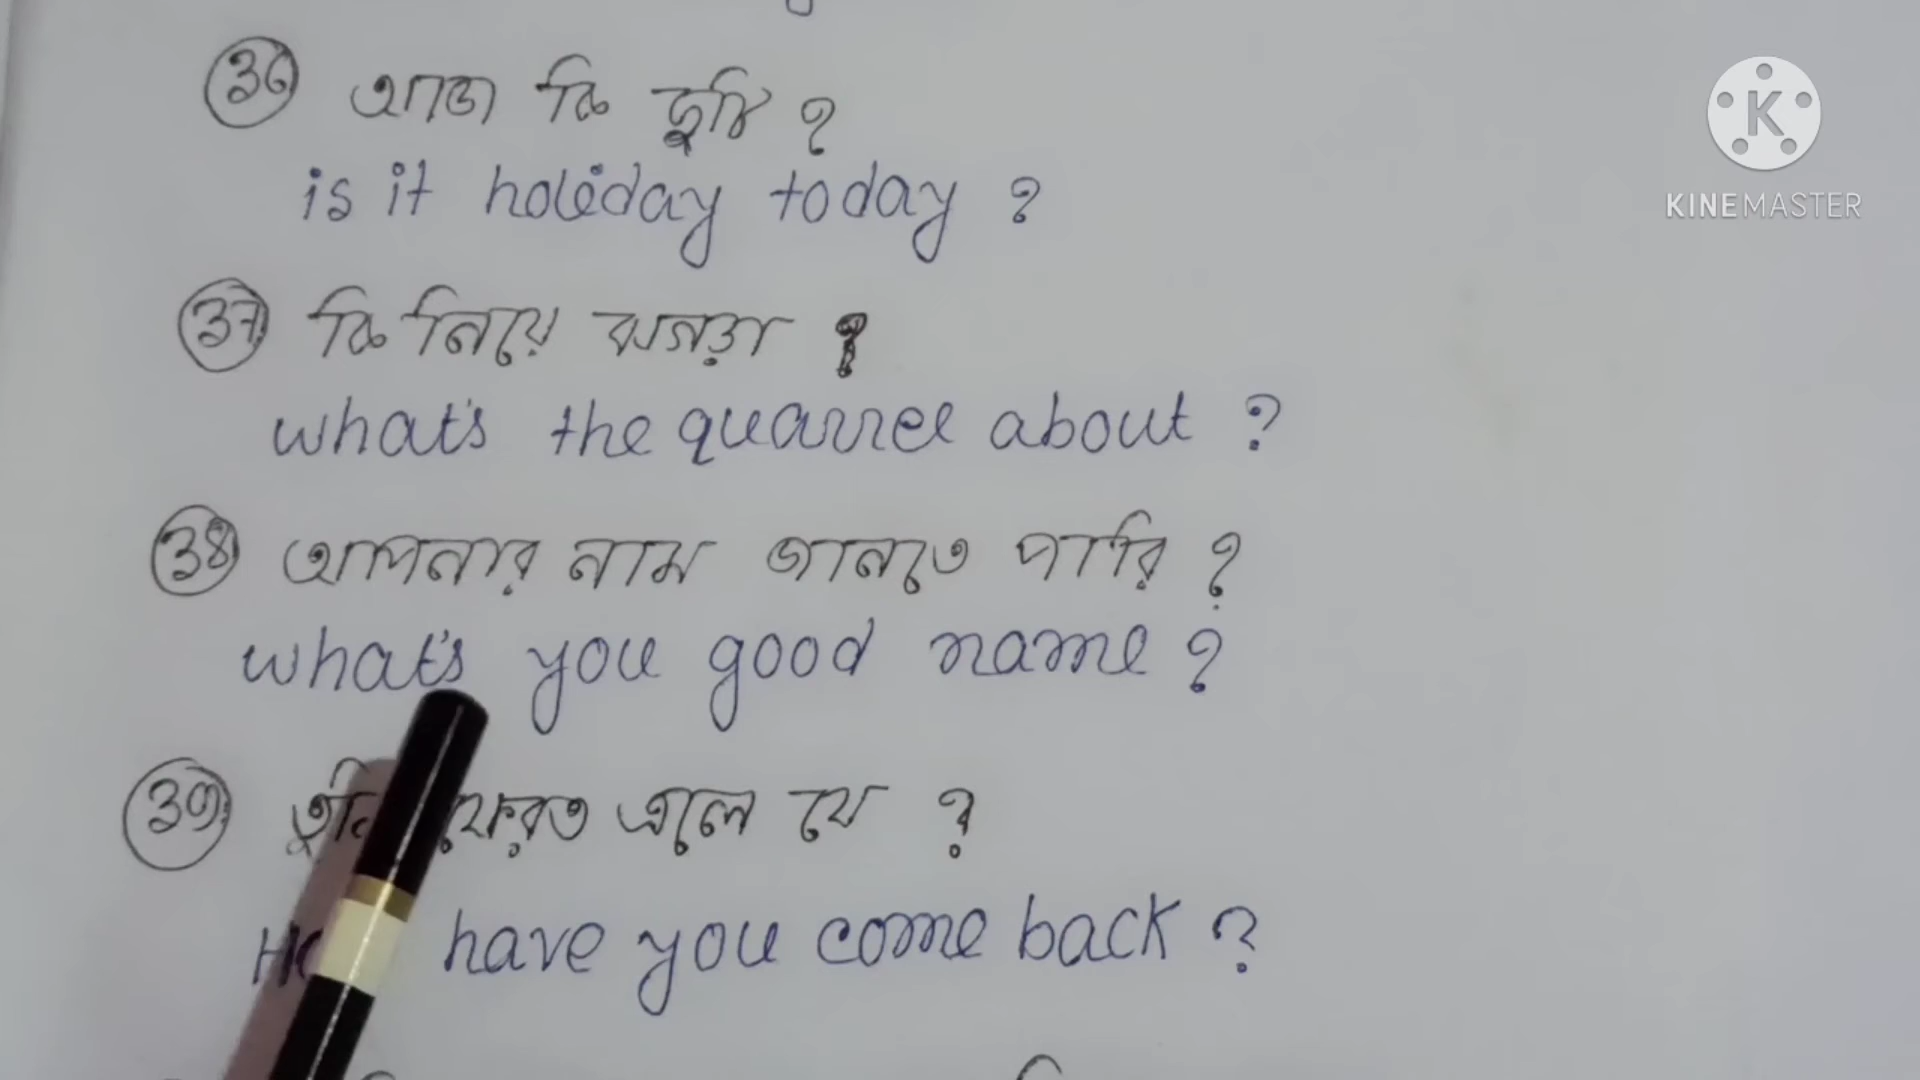 36 আজ কি ছুটি ?
is it holiday today ?
37 কি নিয়ে ঝগড়া ?
what's the quarrel about ?
38 আপনার নাম জানতে পারি ?
what's you good name ?
39 ফেরত এলে যে ?
have you come back ?
KINEMASTER